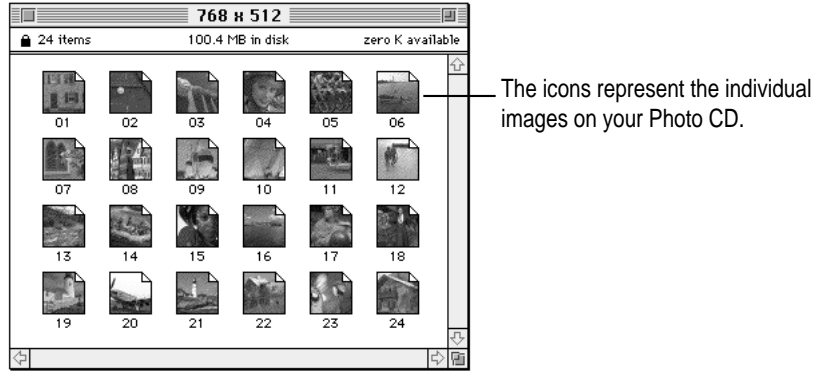 768 x 512
24 items 100.4 MB in disk zero K available
01 02 03 04 05 06
07 08 09 10 11 12
13 14 15 16 17 18
19 20 21 22 23 24
The icons represent the individual
images on your Photo CD.